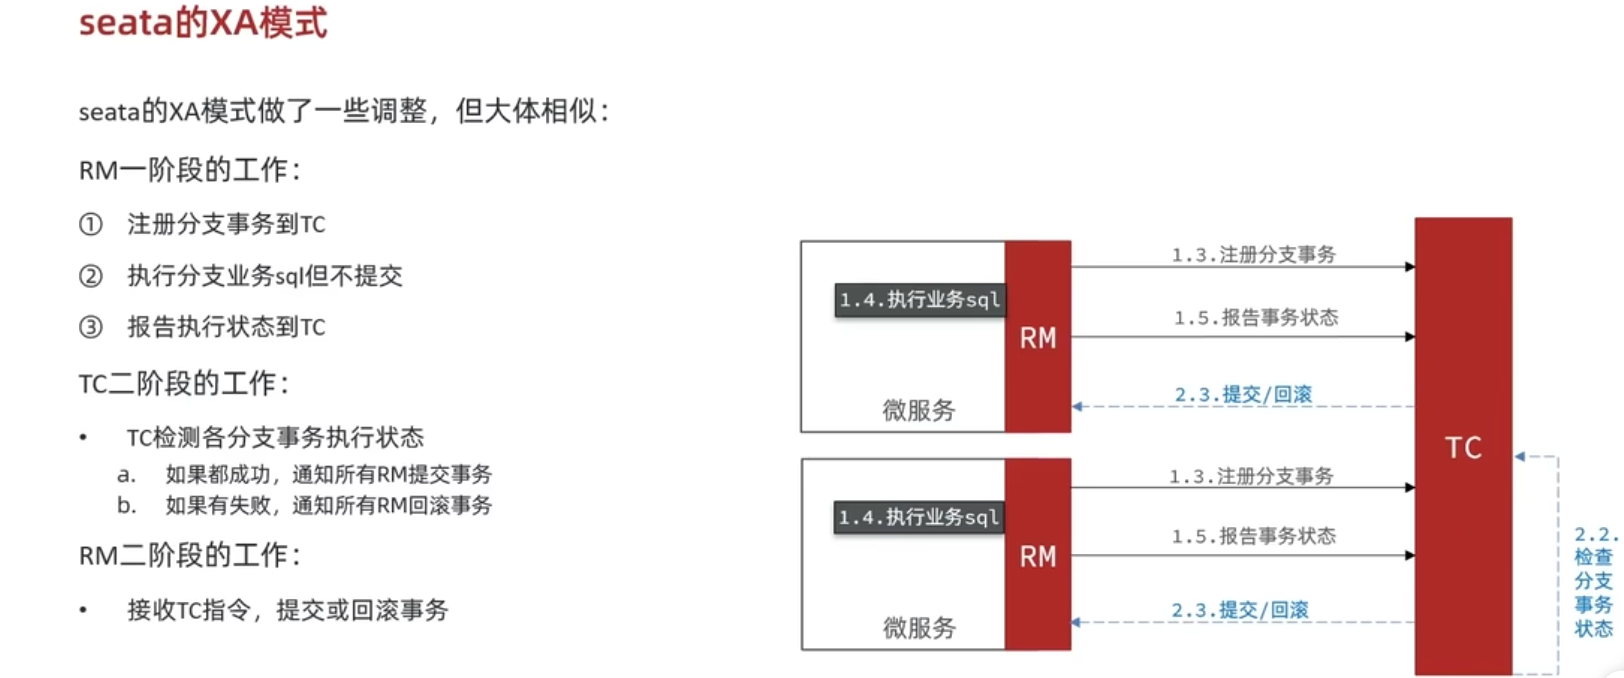 seata的XA模式
seata的XA模式做了一些调整，但大体相似：
RM一阶段的工作：
① 注册分支事务到TC
② 执行分支业务sql但不提交
③ 报告执行状态到TC
TC二阶段的工作：
• TC检测各分支事务执行状态
a. 如果都成功，通知所有RM提交事务
b. 如果有失败，通知所有RM回滚事务
RM二阶段的工作：
• 接收TC指令，提交或回滚事务
1.3.注册分支事务
1.4.执行业务sql
RM
1.5.报告事务状态
2.3.提交/回滚
微服务
1.3.注册分支事务
1.4.执行业务sql
RM
1.5.报告事务状态
2.3.提交/回滚
微服务
TC
2.2.
检查
分支
事务
状态